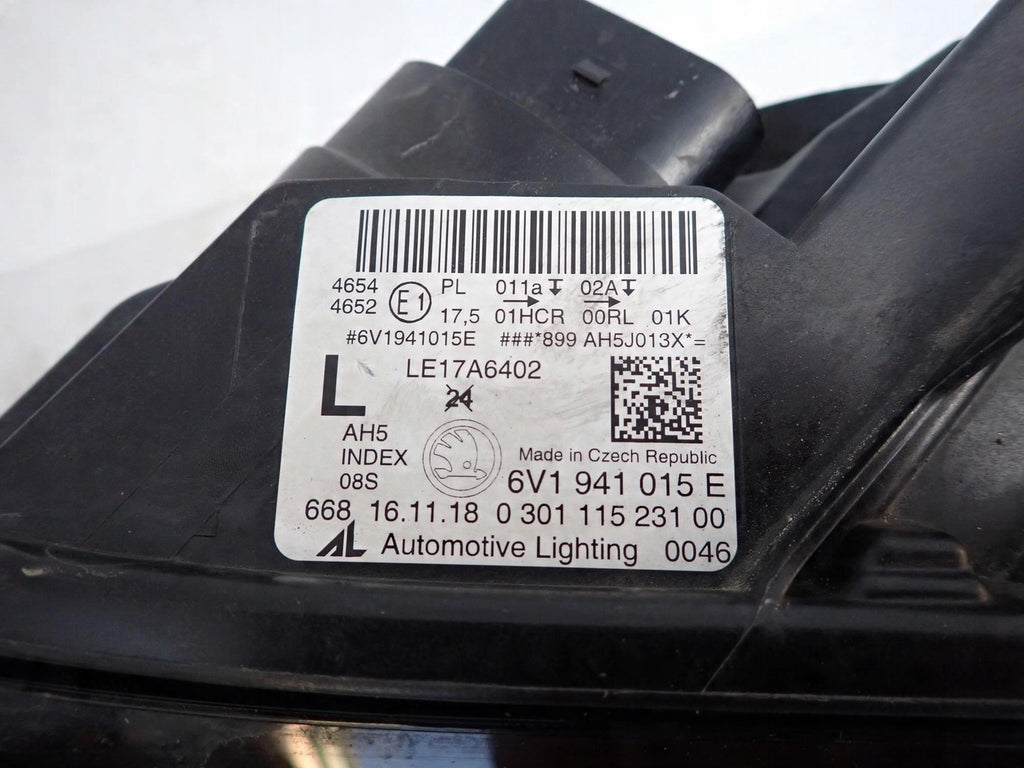 4654 E1 PL 011a 02A
4652 17,5 01HCR 00RL 01K
#6V1941015E ###*899 AH5J013X*=
L LE17A6402
24
AH5
INDEX Made in Czech Republic
08S 6V1 941 015 E
668 16.11.18 0 301 115 231 00
AL Automotive Lighting 0046